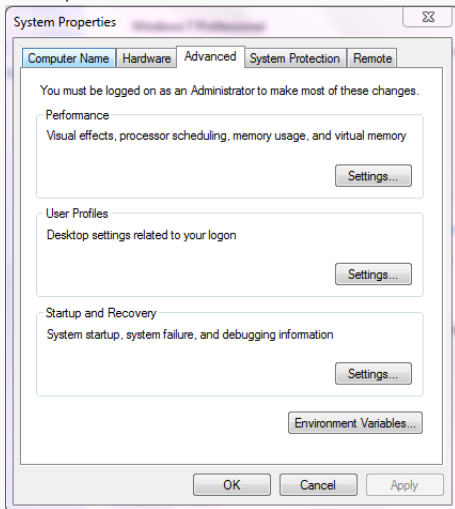 System Properties
Computer Name Hardware Advanced System Protection Remote
You must be logged on as an Administrator to make most of these changes.
Performance
Visual effects, processor scheduling, memory usage, and virtual memory
Settings...
User Profiles
Desktop settings related to your logon
Settings...
Startup and Recovery
System startup, system failure, and debugging information
Settings...
Environment Variables...
OK Cancel Apply